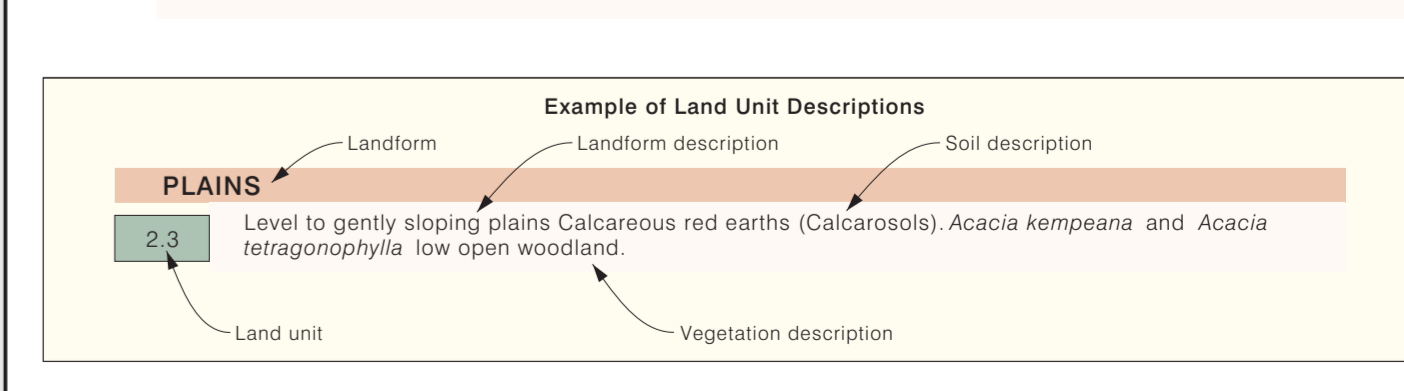 Example of Land Unit Descriptions
Landform
Landform description
Soil description
PLAINS
2.3
Level to gently sloping plains Calcareous red earths (Calcarosols). Acacia kempeana and Acacia
tetragonophylla low open woodland.
Land unit
Vegetation description